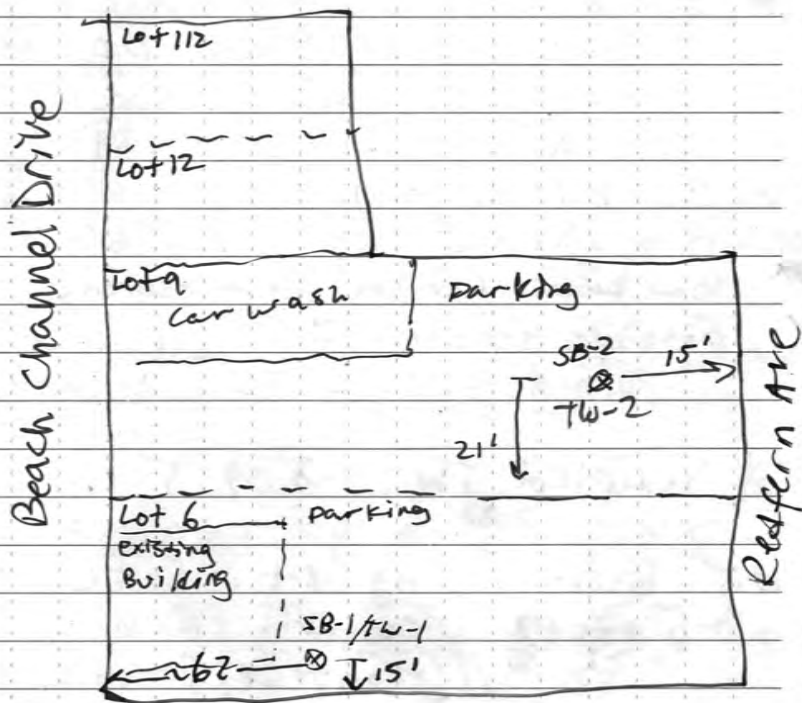 Lot 112
Beach Channel Drive
Lot 12
Lot 9
Car wash
Parking
SB-2
15'
TW-2
21'
Redfern Ave
Lot 6
Parking
existing
Building
SB-1/TW-1
~62
15'